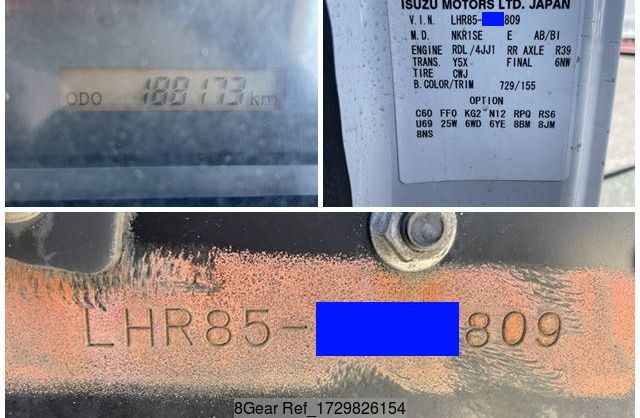 ODO 188173 km
ISUZU MOTORS LTD. JAPAN
V.I.N. LHR85- 809
M.D. NKR1SE E AB/BI
ENGINE RDL/4JJ1 RR AXLE R39
TRANS. Y5X FINAL 6NW
TIRE CWJ
B.COLOR/TRIM 729/155
OPTION
C60 FF0 KG2 N12 RPQ RS6
U69 25W 6WD 6YE 8BM 8JM
8NS
LHR85- 809
8Gear Ref_1729826154